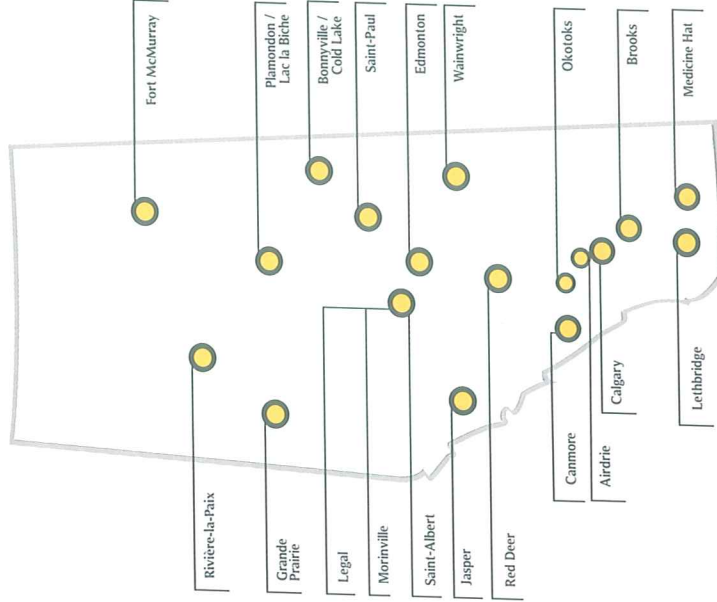 Fort McMurray
Plamondon /
Lac la Biche
Bonnyville /
Cold Lake
Saint-Paul
Edmonton
Wainwright
Okotoks
Brooks
Medicine Hat
Rivière-la-Paix
Grande
Prairie
Legal
Morinville
Saint-Albert
Jasper
Red Deer
Canmore
Airdrie
Calgary
Lethbridge